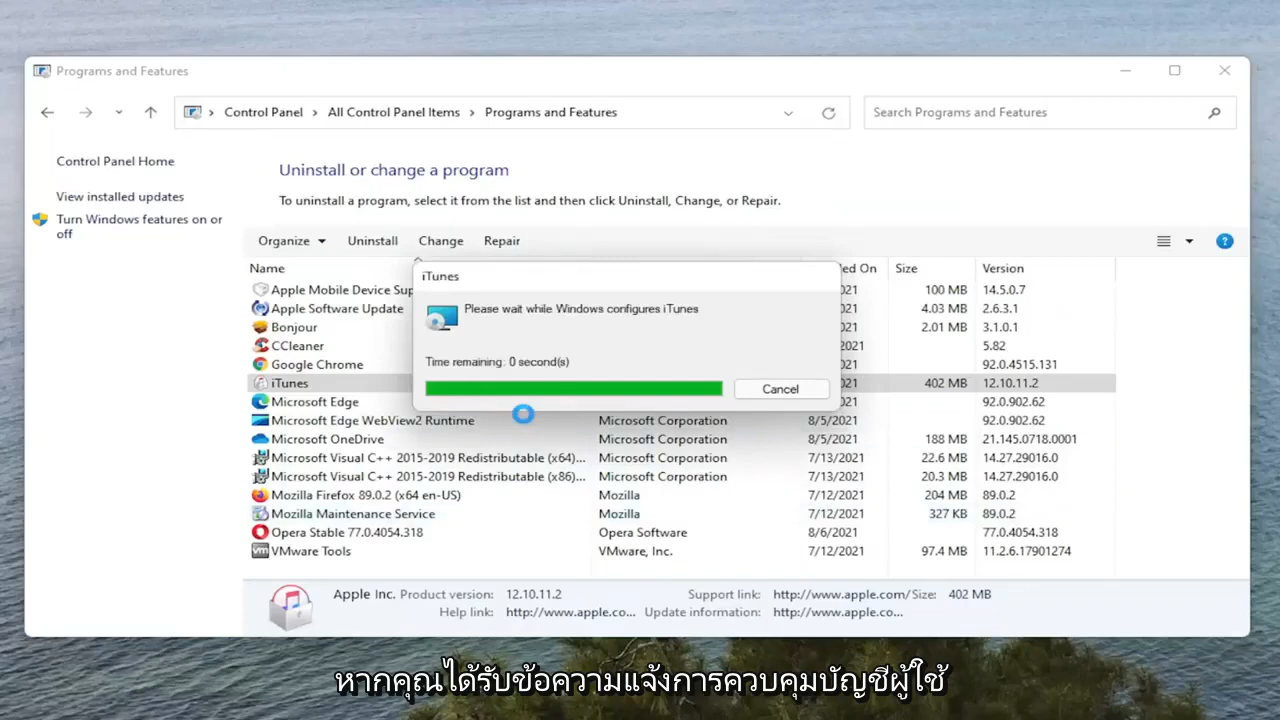 Programs and Features
Control Panel › All Control Panel Items › Programs and Features
Search Programs and Features
Control Panel Home
View installed updates
Turn Windows features on or
off
Uninstall or change a program
To uninstall a program, select it from the list and then click Uninstall, Change, or Repair.
Organize Uninstall Change Repair
Name ed On Size Version
Apple Mobile Device Sup 021 100 MB 14.5.0.7
Apple Software Update 021 4.03 MB 2.6.3.1
Bonjour 021 2.01 MB 3.1.0.1
CCleaner 021 5.82
Google Chrome 021 92.0.4515.131
iTunes 021 402 MB 12.10.11.2
Microsoft Edge 021 92.0.902.62
Microsoft Edge WebView2 Runtime Microsoft Corporation 8/5/2021 92.0.902.62
Microsoft OneDrive Microsoft Corporation 8/5/2021 188 MB 21.145.0718.0001
Microsoft Visual C++ 2015-2019 Redistributable (x64)... Microsoft Corporation 7/13/2021 22.6 MB 14.27.29016.0
Microsoft Visual C++ 2015-2019 Redistributable (x86)... Microsoft Corporation 7/13/2021 20.3 MB 14.27.29016.0
Mozilla Firefox 89.0.2 (x64 en-US) Mozilla 7/12/2021 204 MB 89.0.2
Mozilla Maintenance Service Mozilla 7/12/2021 327 KB 89.0.2
Opera Stable 77.0.4054.318 Opera Software 8/6/2021 77.0.4054.318
VMware Tools VMware, Inc. 7/12/2021 97.4 MB 11.2.6.17901274
iTunes
Please wait while Windows configures iTunes
Time remaining: 0 second(s)
Cancel
Apple Inc. Product version: 12.10.11.2 Support link: http://www.apple.com/ Size: 402 MB
Help link: http://www.apple.co... Update information: http://www.apple.co...
หากคุณได้รับข้อความแจ้งการควบคุมบัญชีผู้ใช้